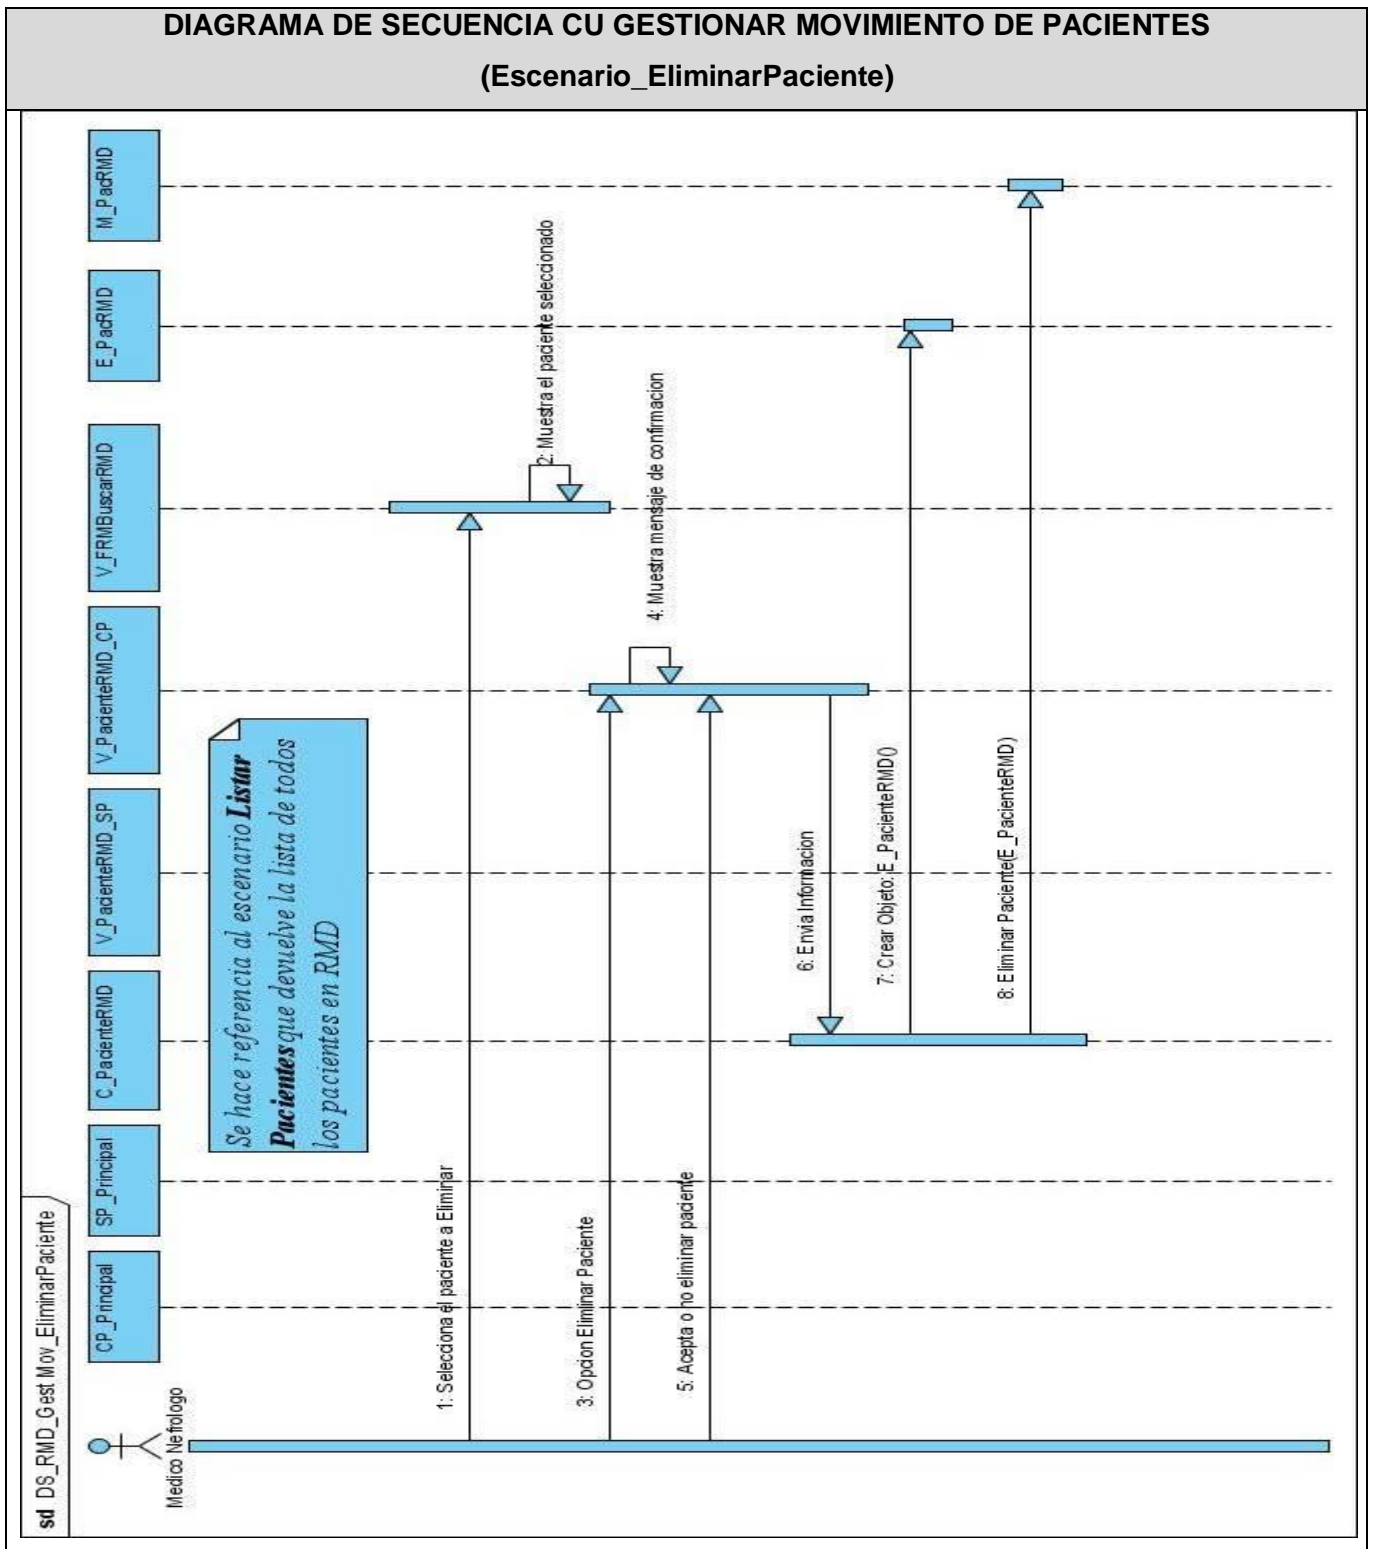 DIAGRAMA DE SECUENCIA CU GESTIONAR MOVIMIENTO DE PACIENTES
(Escenario_EliminarPaciente)
sd DS_RMD_Gest Mov_EliminarPaciente
Medico Nefrologo
CP_Principal
SP_Principal
C_PacienteRMD
V_PacienteRMD_SP
V_PacienteRMD_CP
V_FRMBuscarRMD
E_PacRMD
M_PacRMD
Se hace referencia al escenario Listar
Pacientes que devuelve la lista de todos
los pacientes en RMD
1: Selecciona el paciente a Eliminar
2: Muestra el paciente seleccionado
3: Opcion Eliminar Paciente
4: Muestra mensaje de confirmacion
5: Acepta o no eliminar paciente
6: Envia Informacion
7: Crear Objeto: E_PacienteRMD()
8: Eliminar Paciente(E_PacienteRMD)